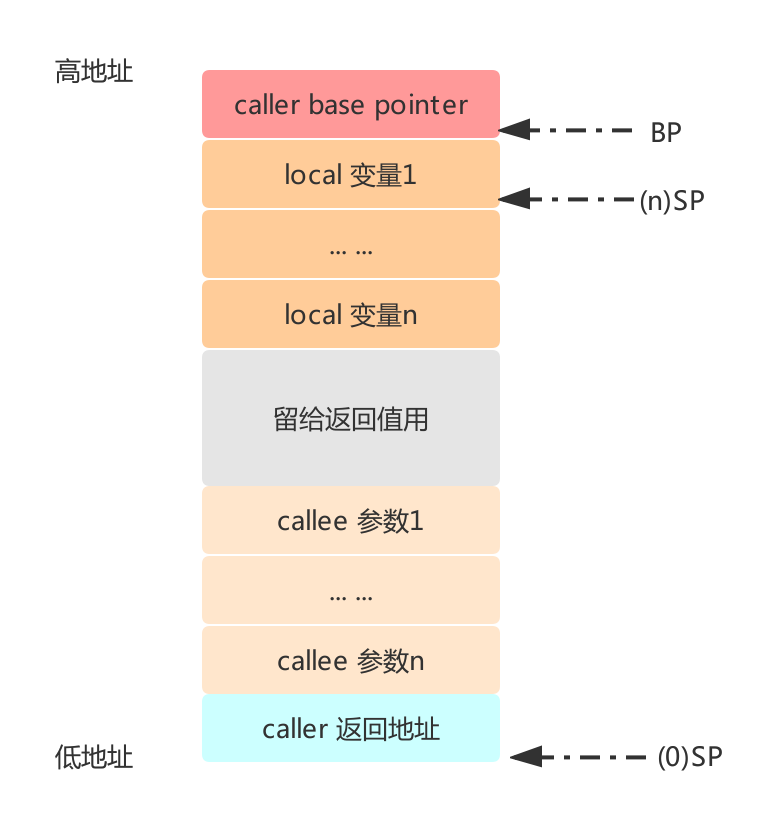 高地址
caller base pointer
BP
local 变量1
(n)SP
... ...
local 变量n
留给返回值用
callee 参数1
... ...
callee 参数n
caller 返回地址
低地址
(0)SP